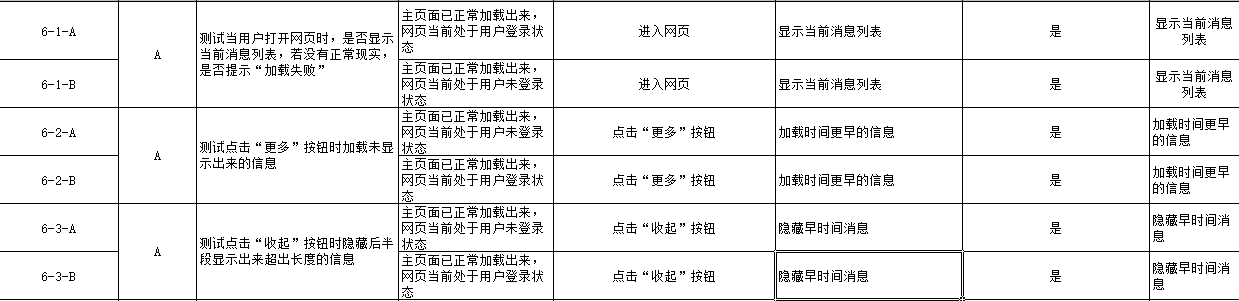 6-1-A
A
测试当用户打开网页时，是否显示
当前消息列表，若没有正常现实，
是否提示“加载失败”
主页面已正常加载出来，
网页当前处于用户登录状
态
进入网页
显示当前消息列表
是
显示当前消息
列表
6-1-B
主页面已正常加载出来，
网页当前处于用户未登录
状态
进入网页
显示当前消息列表
是
显示当前消息
列表
6-2-A
A
测试点击“更多”按钮时加载未显
示出来的信息
主页面已正常加载出来，
网页当前处于用户未登录
状态
点击“更多”按钮
加载时间更早的信息
是
加载时间更早
的信息
6-2-B
主页面已正常加载出来，
网页当前处于用户登录状
态
点击“更多”按钮
加载时间更早的信息
是
加载时间更早
的信息
6-3-A
A
测试点击“收起”按钮时隐藏后半
段显示出来超出长度的信息
主页面已正常加载出来，
网页当前处于用户未登录
状态
点击“收起”按钮
隐藏早时间消息
是
隐藏早时间消
息
6-3-B
主页面已正常加载出来，
网页当前处于用户登录状
态
点击“收起”按钮
隐藏早时间消息
是
隐藏早时间消
息